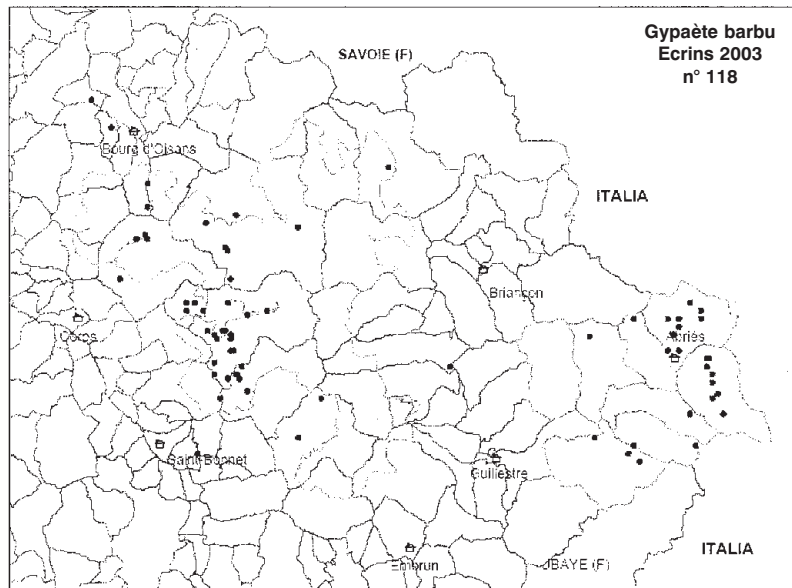 Gypaète barbu
Ecrins 2003
n° 118
SAVOIE (F)
Bourg d'Oisans
ITALIA
Briançon
Corps
Abriès
Saint-Bonnet
Guillestre
Embrun
UBAYE (F)
ITALIA